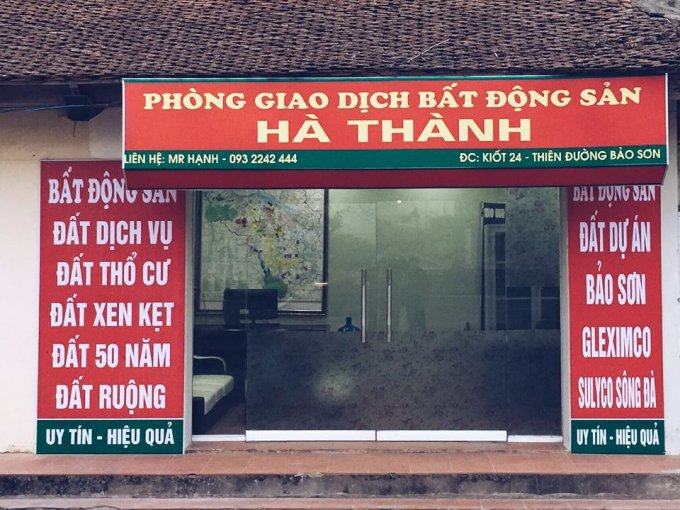 PHÒNG GIAO DỊCH BẤT ĐỘNG SẢN
HÀ THÀNH
LIÊN HỆ: MR HẠNH - 093 2242 444
ĐC: KIỐT 24 - THIÊN ĐƯỜNG BẢO SƠN
BẤT ĐỘNG SẢN
ĐẤT DỊCH VỤ
ĐẤT THỔ CƯ
ĐẤT XEN KẸT
ĐẤT 50 NĂM
ĐẤT RUỘNG
UY TÍN - HIỆU QUẢ
BẤT ĐỘNG SẢN
ĐẤT DỰ ÁN
BẢO SƠN
GLEXIMCO
SULYCO SÔNG ĐÀ
UY TÍN - HIỆU QUẢ